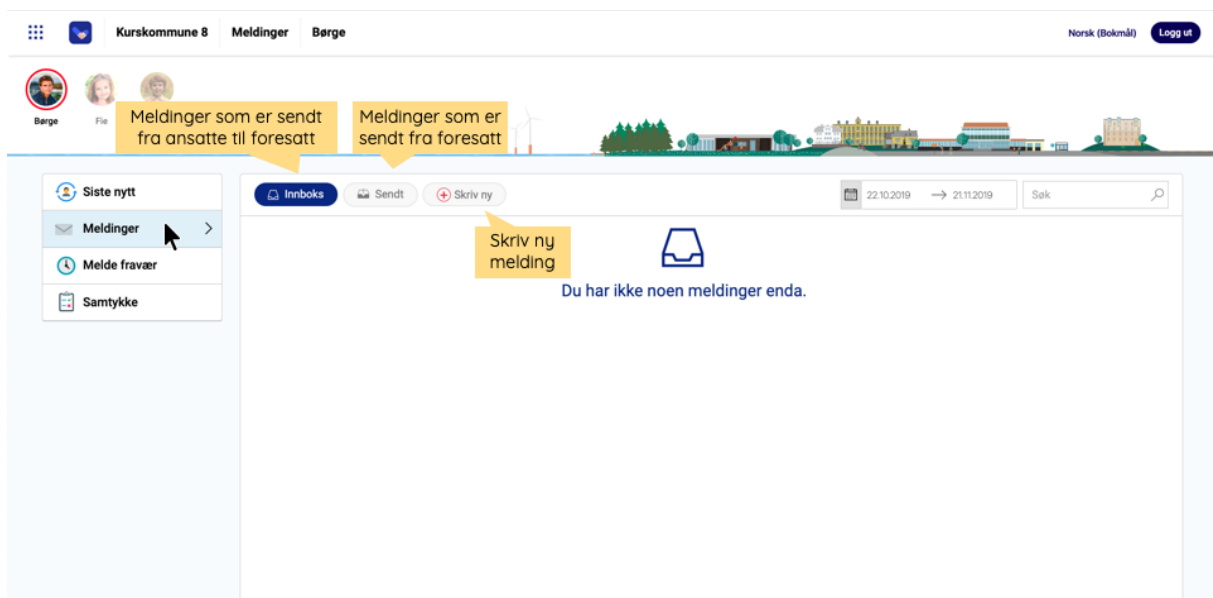 Kurskommune 8 Meldinger Børge Norsk (Bokmål) Logg ut
Børge Fie
Meldinger som er sendt
fra ansatte til foresatt
Meldinger som er
sendt fra foresatt
Siste nytt
Meldinger
Melde fravær
Samtykke
Innboks Sendt Skriv ny 22.10.2019 → 21.11.2019 Søk
Skriv ny
melding
Du har ikke noen meldinger enda.